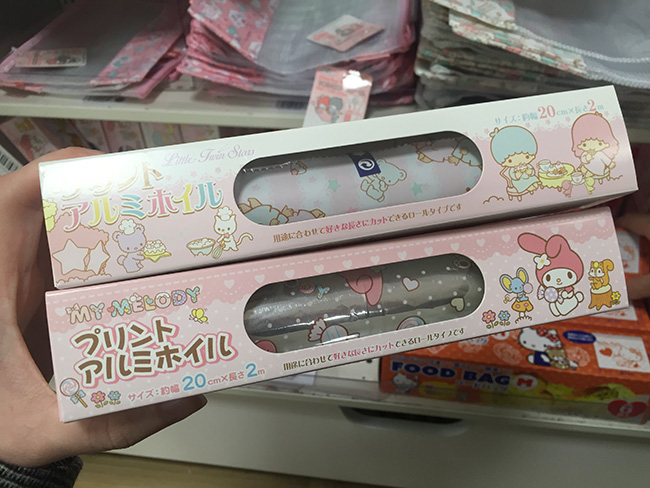 Little Twin Stars
プリント
アルミホイル
サイズ:約幅20cm×長さ2m
用途に合わせて好きな長さにカットできるロールタイプです
MY MELODY
プリント
アルミホイル
サイズ:約幅20cm×長さ2m
用途に合わせて好きな長さにカットできるロールタイプです
FOOD BAG M